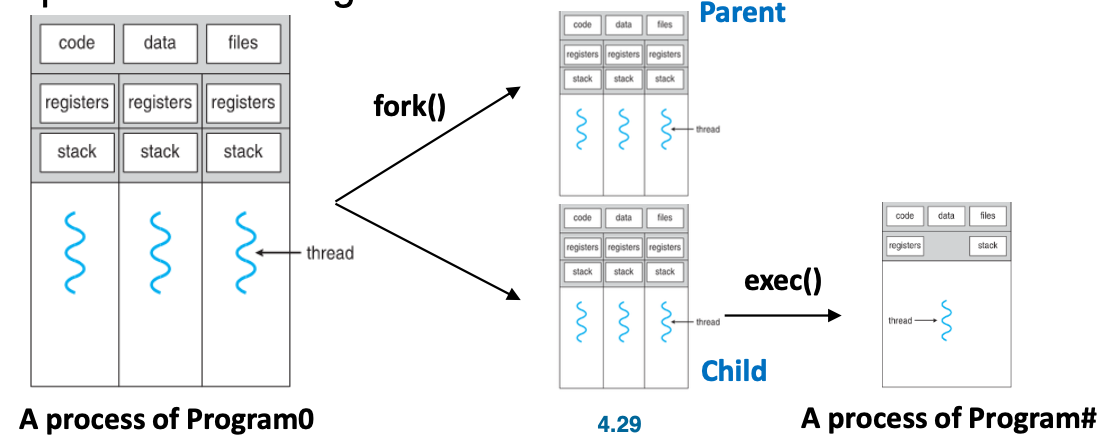 code data files
registers registers registers
stack stack stack
thread
A process of Program0
fork()
Parent
code data files
registers registers registers
stack stack stack
thread
code data files
registers registers registers
stack stack stack
thread
Child
4.29
exec()
code data files
registers stack
thread
A process of Program#